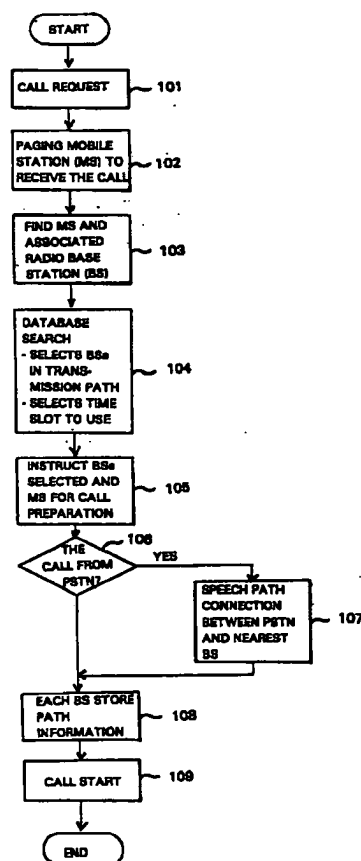 START
CALL REQUEST
101
PAGING MOBILE
STATION (MS) TO
RECEIVE THE CALL
102
FIND MS AND
ASSOCIATED
RADIO BASE
STATION (BS)
103
DATABASE
SEARCH
- SELECTS BSs
IN TRANS-
MISSION PATH
- SELECTS TIME
SLOT TO USE
104
INSTRUCT BSs
SELECTED AND
MS FOR CALL
PREPARATION
105
106
THE
CALL FROM
PSTN?
YES
SPEECH PATH
CONNECTION
BETWEEN PSTN
AND NEAREST
BS
107
EACH BS STORE
PATH
INFORMATION
108
CALL START
109
END